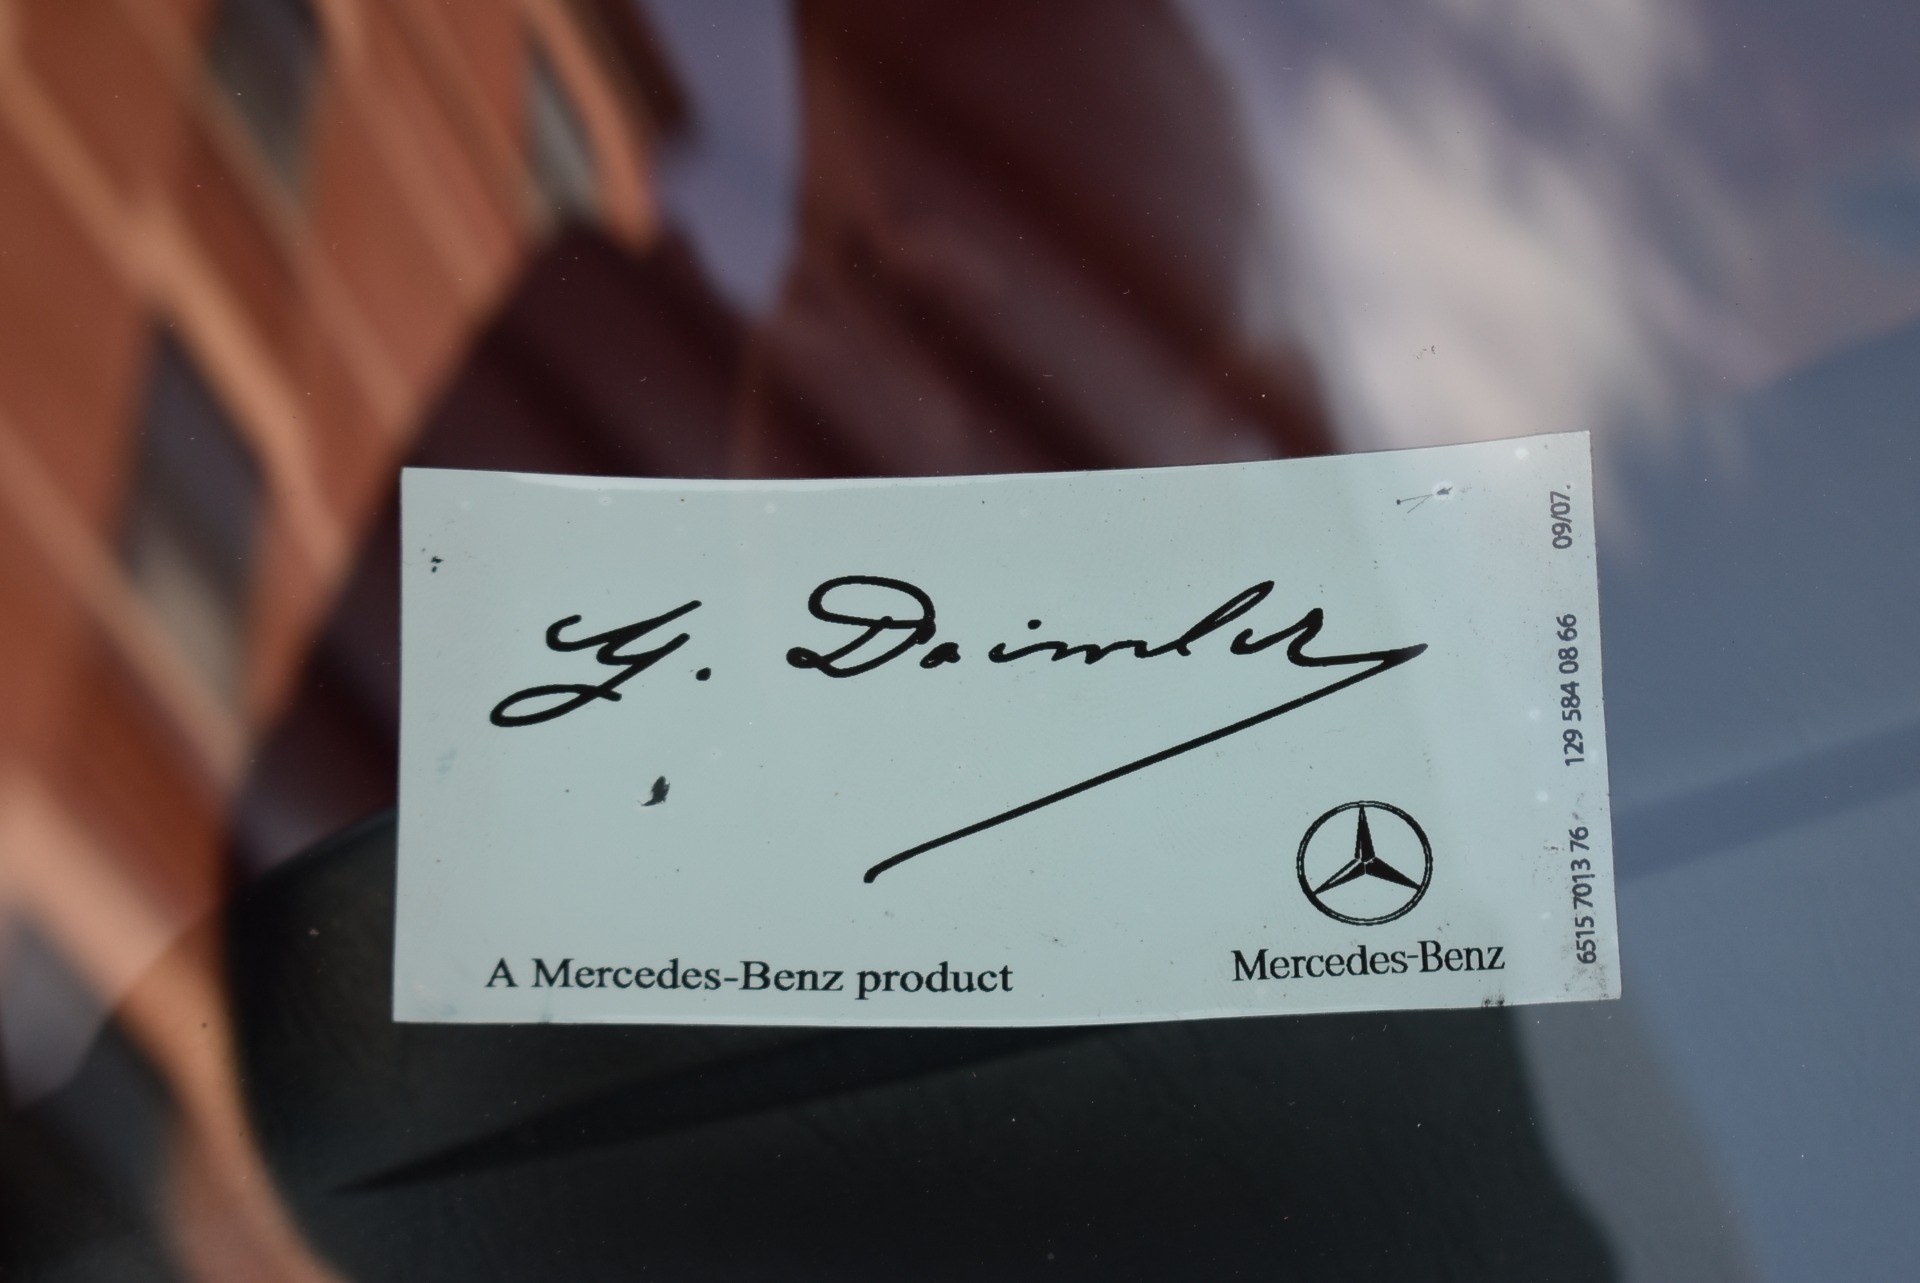 G. Daimler
A Mercedes-Benz product
Mercedes-Benz
6515 7013 76 129 584 08 66 09/07.